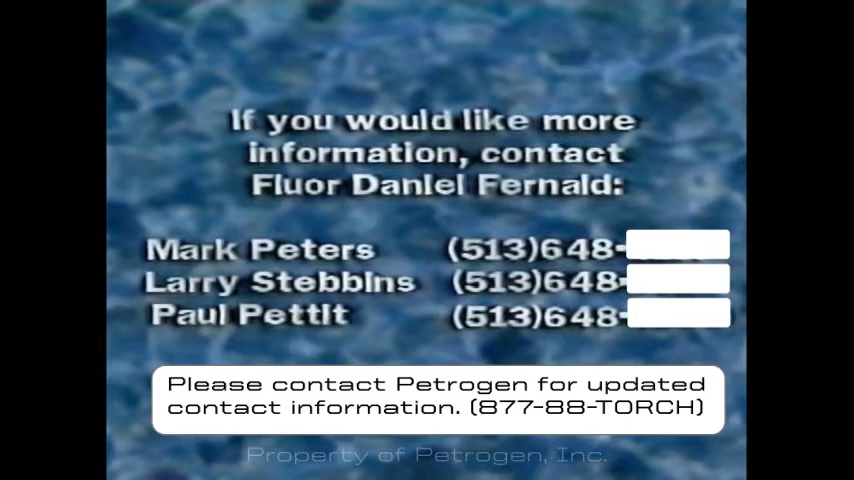 If you would like more
information, contact
Fluor Daniel Fernald:
Mark Peters (513)648-
Larry Stebbins (513)648-
Paul Pettit (513)648-
Please contact Petrogen for updated
contact information. (877-88-TORCH)
Property of Petrogen, Inc.